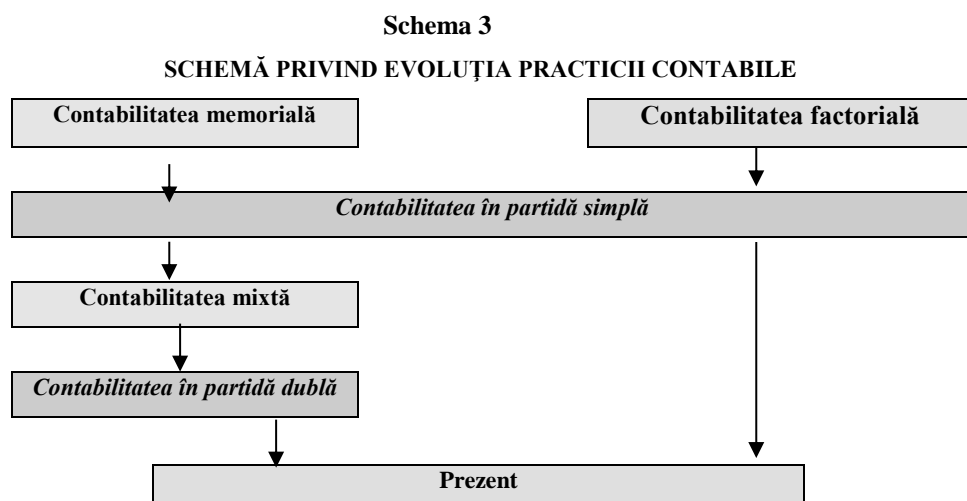 Schema 3
SCHEMĂ PRIVIND EVOLUŢIA PRACTICII CONTABILE
Contabilitatea memorială
Contabilitatea factorială
Contabilitatea în partidă simplă
Contabilitatea mixtă
Contabilitatea în partidă dublă
Prezent